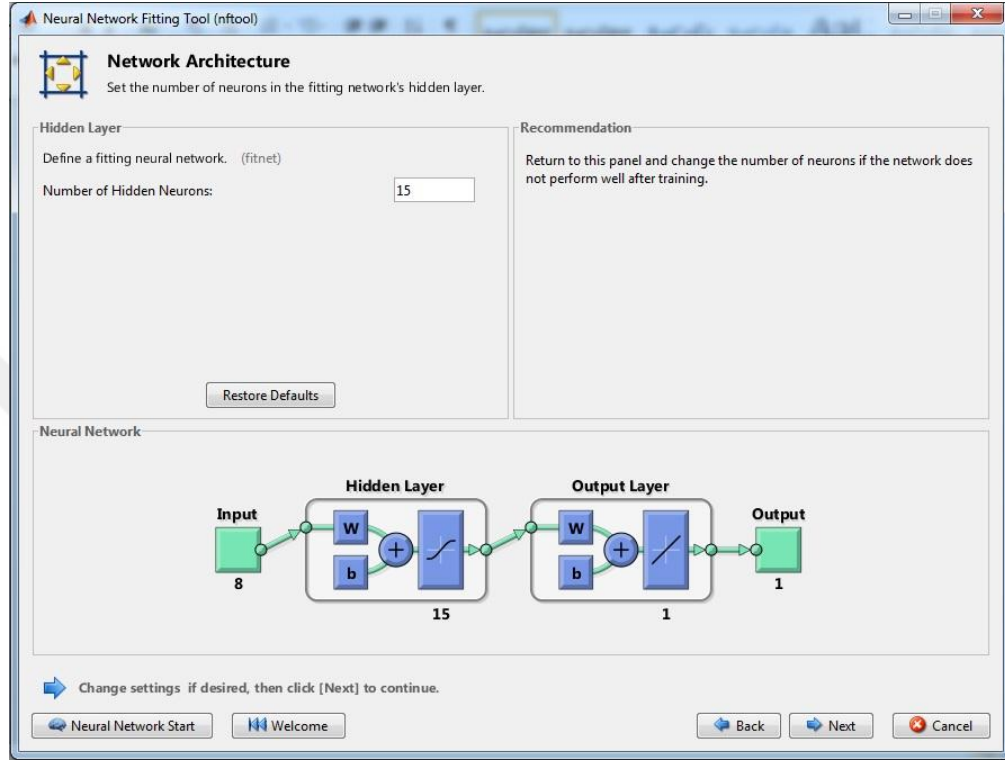 Neural Network Fitting Tool (nftool)
Network Architecture
Set the number of neurons in the fitting network's hidden layer.
Hidden Layer
Define a fitting neural network. (fitnet)
Number of Hidden Neurons: 15
Restore Defaults
Recommendation
Return to this panel and change the number of neurons if the network does
not perform well after training.
Neural Network
Hidden Layer Output Layer
Input Output
W W
b b
8 1
15 1
Change settings if desired, then click [Next] to continue.
Neural Network Start Welcome Back Next Cancel